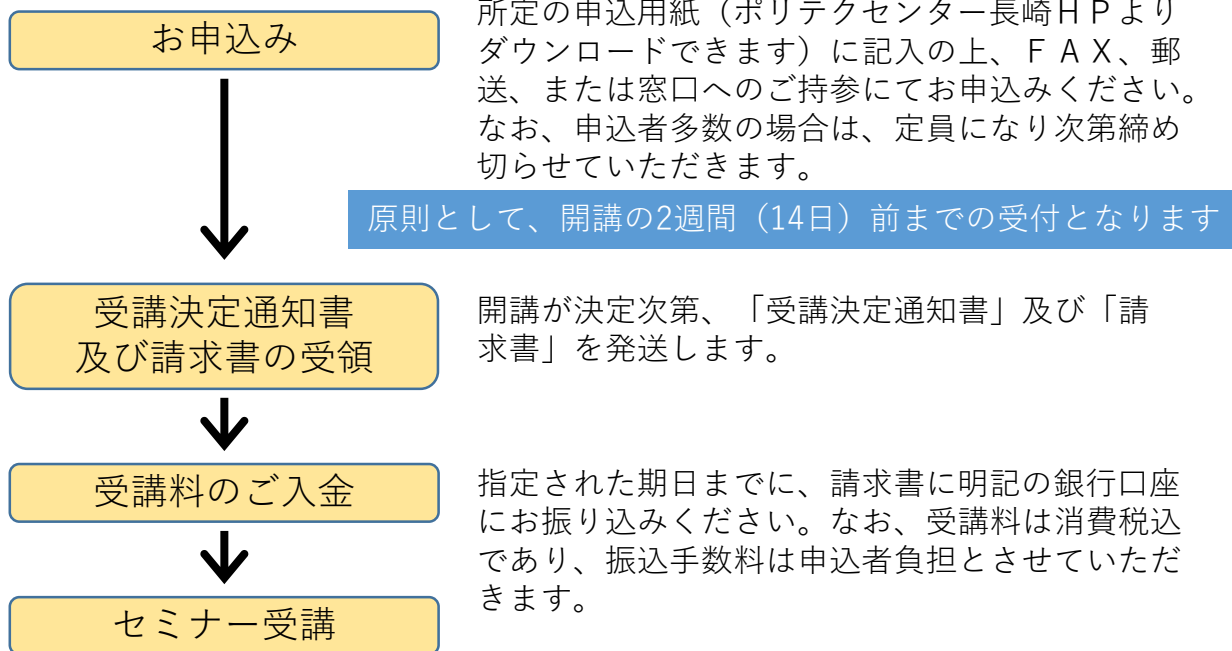 お申込み
所定の申込用紙（ポリテクセンター長崎ＨＰより
ダウンロードできます）に記入の上、ＦＡＸ、郵
送、または窓口へのご持参にてお申込みください。
なお、申込者多数の場合は、定員になり次第締め
切らせていただきます。
原則として、開講の2週間（14日）前までの受付となります
受講決定通知書
及び請求書の受領
開講が決定次第、「受講決定通知書」及び「請
求書」を発送します。
受講料のご入金
指定された期日までに、請求書に明記の銀行口座
にお振り込みください。なお、受講料は消費税込
であり、振込手数料は申込者負担とさせていただ
きます。
セミナー受講